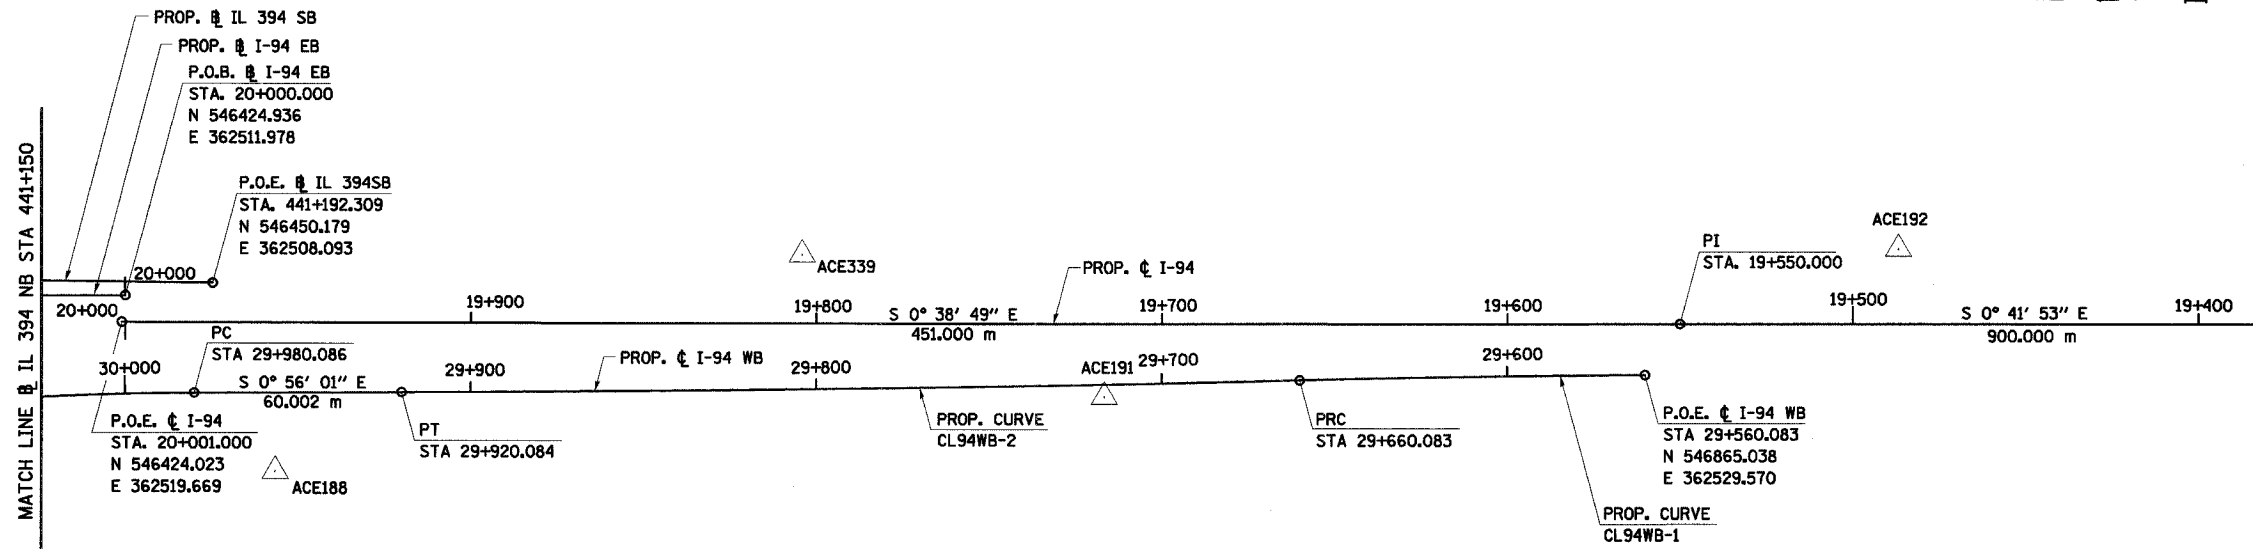 PROP. ℄ IL 394 SB
PROP. ℄ I-94 EB
P.O.B. ℄ I-94 EB
STA. 20+000.000
N 546424.936
E 362511.978
P.O.E. ℄ IL 394SB
STA. 441+192.309
N 546450.179
E 362508.093
MATCH LINE ℄ IL 394 NB STA 441+150
20+000
20+000
19+900
19+800
19+700
19+600
19+500
19+400
ACE339
ACE192
PROP. ℄ I-94
PI
STA. 19+550.000
S 0° 38' 49" E
451.000 m
S 0° 41' 53" E
900.000 m
PC
STA 29+980.086
30+000
S 0° 56' 01" E
60.002 m
29+900
PROP. ℄ I-94 WB
29+800
ACE191
29+700
29+600
P.O.E. ℄ I-94
STA. 20+001.000
N 546424.023
E 362519.669
ACE188
PT
STA 29+920.084
PROP. CURVE
CL94WB-2
PRC
STA 29+660.083
P.O.E. ℄ I-94 WB
STA 29+560.083
N 546865.038
E 362529.570
PROP. CURVE
CL94WB-1